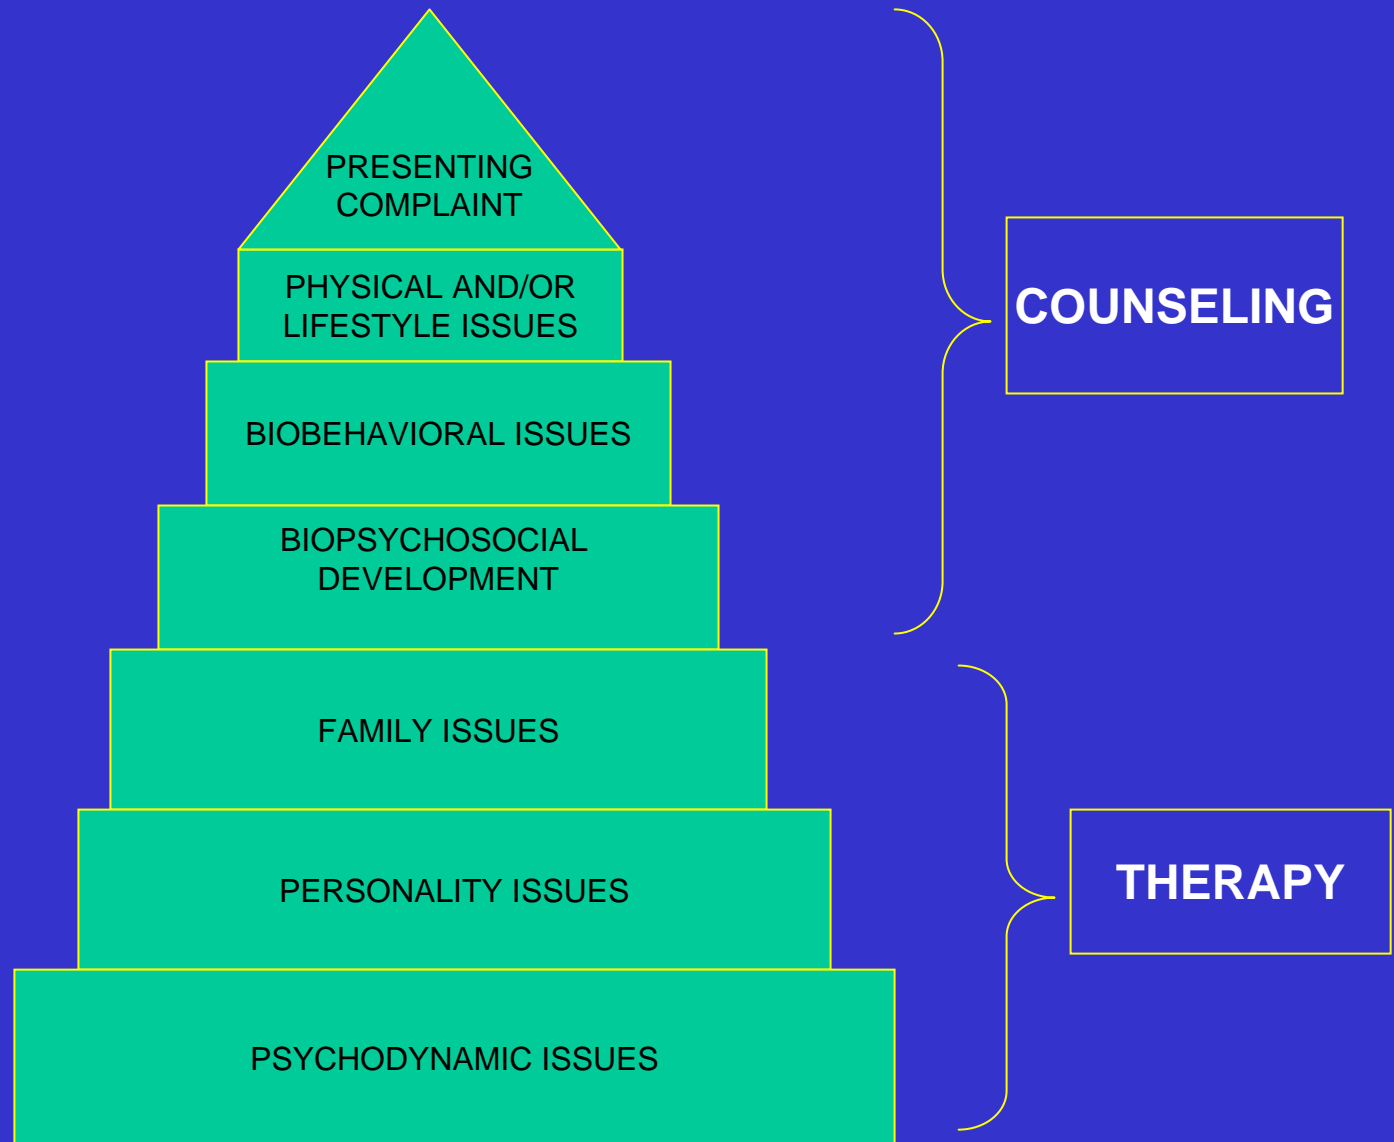 PRESENTING
COMPLAINT
PHYSICAL AND/OR
LIFESTYLE ISSUES
BIOBEHAVIORAL ISSUES
BIOPSYCHOSOCIAL
DEVELOPMENT
FAMILY ISSUES
PERSONALITY ISSUES
PSYCHODYNAMIC ISSUES
COUNSELING
THERAPY